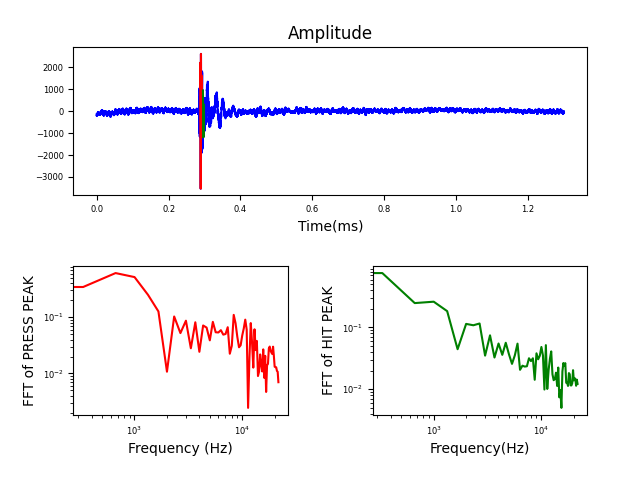 Amplitude
2000
1000
0
−1000
−2000
−3000
0.0 0.2 0.4 0.6 0.8 1.0 1.2
Time(ms)
FFT of PRESS PEAK
10⁻¹
10⁻²
10³ 10⁴
Frequency (Hz)
FFT of HIT PEAK
10⁻¹
10⁻²
10³ 10⁴
Frequency(Hz)